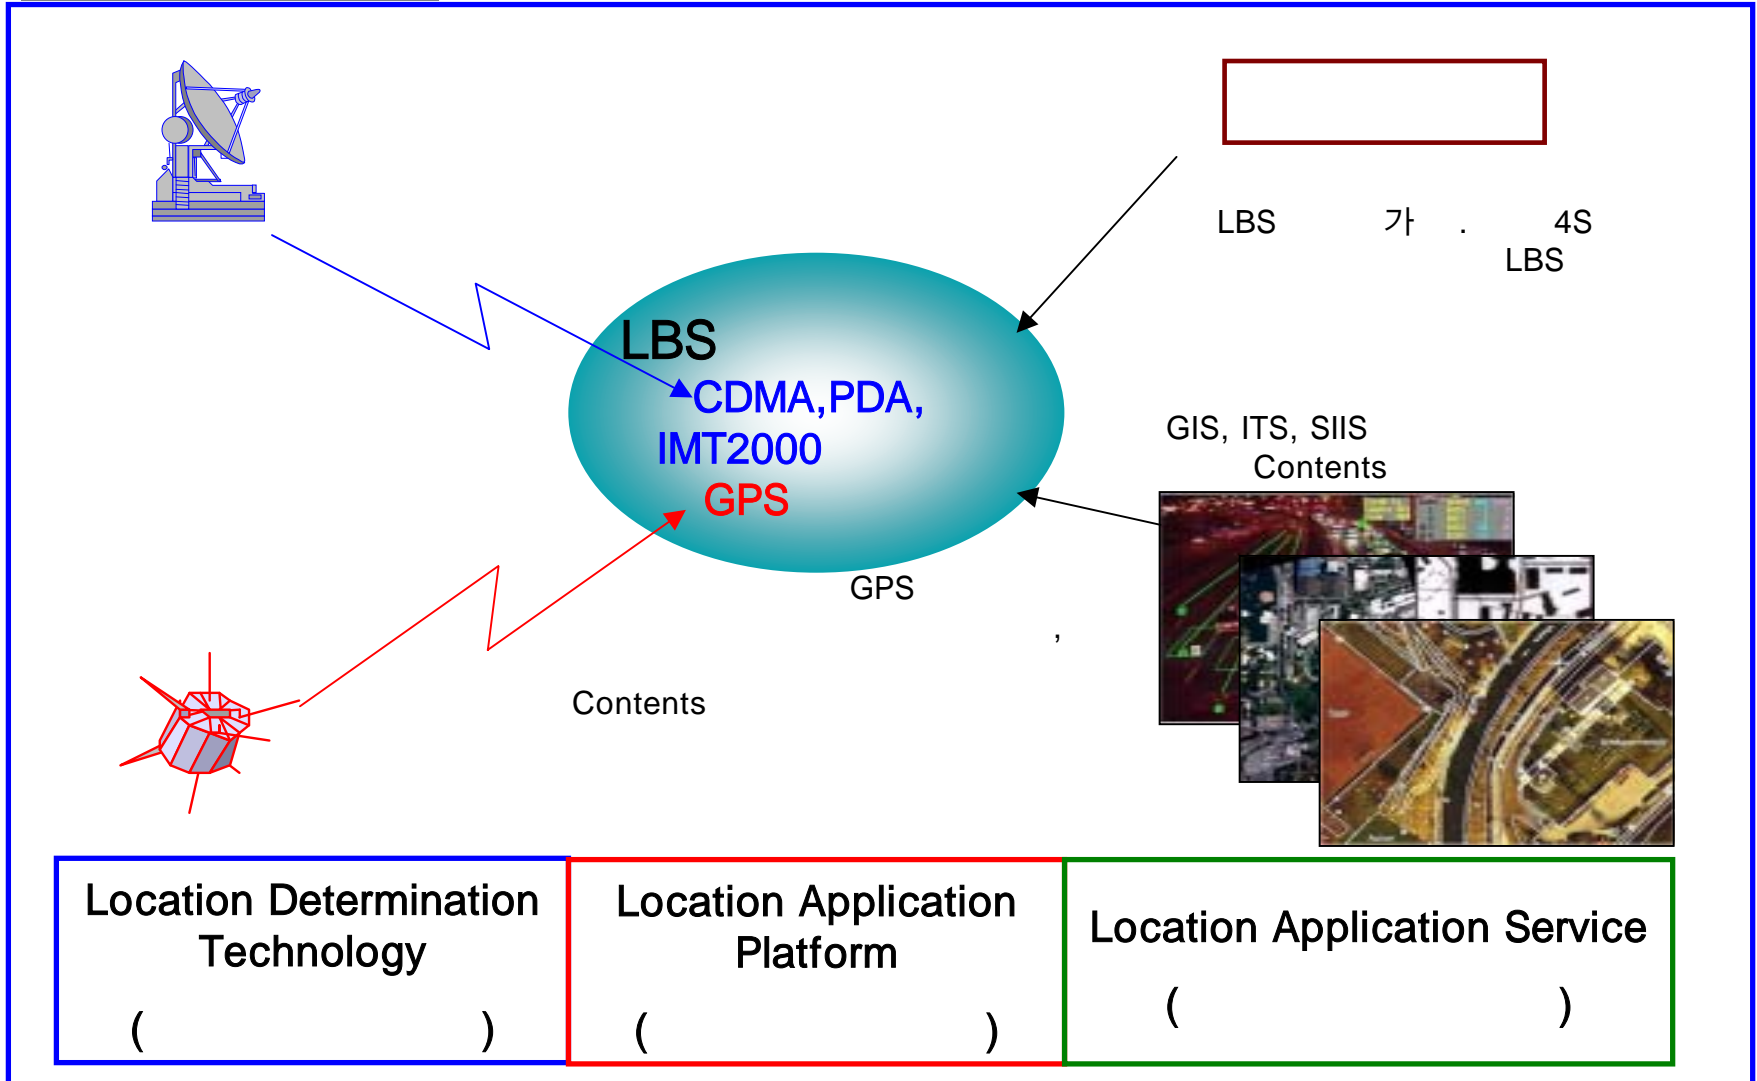 LBS 가 . 4S
LBS
LBS
CDMA,PDA,
IMT2000
GPS
GIS, ITS, SIIS
Contents
GPS
,
Contents
Location Determination
Technology
( )
Location Application
Platform
( )
Location Application Service
( )